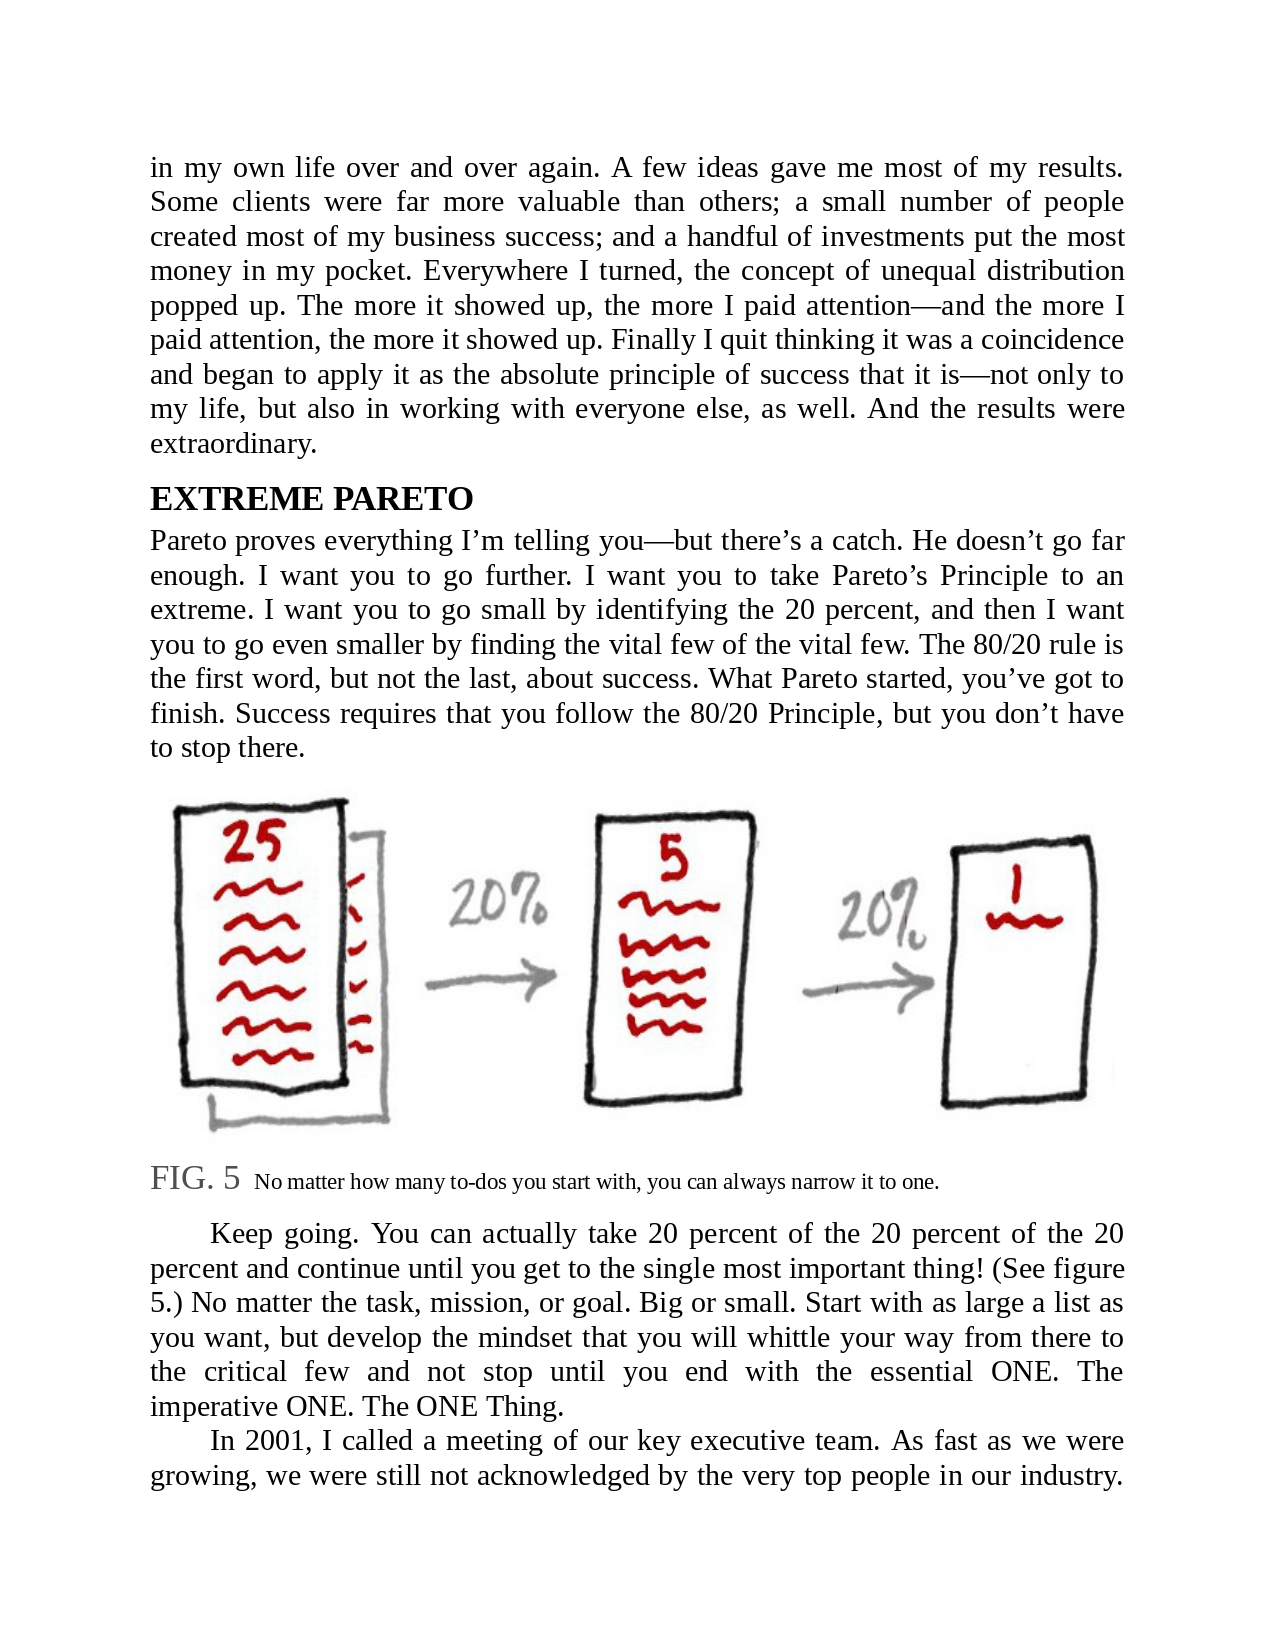 in my own life over and over again. A few ideas gave me most of my results.
Some clients were far more valuable than others; a small number of people
created most of my business success; and a handful of investments put the most
money in my pocket. Everywhere I turned, the concept of unequal distribution
popped up. The more it showed up, the more I paid attention—and the more I
paid attention, the more it showed up. Finally I quit thinking it was a coincidence
and began to apply it as the absolute principle of success that it is—not only to
my life, but also in working with everyone else, as well. And the results were
extraordinary.
EXTREME PARETO
Pareto proves everything I’m telling you—but there’s a catch. He doesn’t go far
enough. I want you to go further. I want you to take Pareto’s Principle to an
extreme. I want you to go small by identifying the 20 percent, and then I want
you to go even smaller by finding the vital few of the vital few. The 80/20 rule is
the first word, but not the last, about success. What Pareto started, you’ve got to
finish. Success requires that you follow the 80/20 Principle, but you don’t have
to stop there.
25
20%
5
20%
1
FIG. 5 No matter how many to-dos you start with, you can always narrow it to one.
Keep going. You can actually take 20 percent of the 20 percent of the 20
percent and continue until you get to the single most important thing! (See figure
5.) No matter the task, mission, or goal. Big or small. Start with as large a list as
you want, but develop the mindset that you will whittle your way from there to
the critical few and not stop until you end with the essential ONE. The
imperative ONE. The ONE Thing.
In 2001, I called a meeting of our key executive team. As fast as we were
growing, we were still not acknowledged by the very top people in our industry.